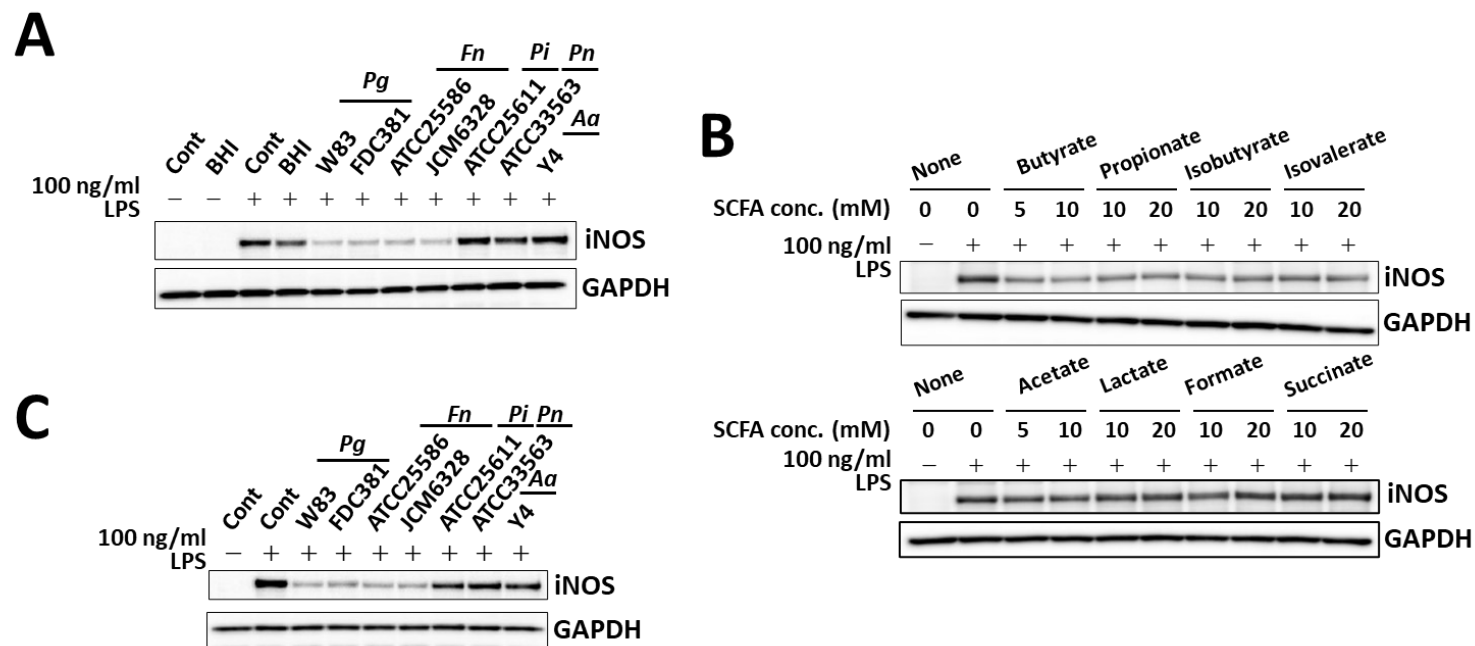 A
Fn Pi Pn
Pg
Aa
Cont BHI Cont BHI W83 FDC381 ATCC25586 JCM6328 ATCC25611 ATCC33563 Y4
100 ng/ml
LPS
− − + + + + + + + + +
iNOS
GAPDH
B
None Butyrate Propionate Isobutyrate Isovalerate
SCFA conc. (mM) 0 0 5 10 10 20 10 20 10 20
100 ng/ml
LPS
− + + + + + + + + +
iNOS
GAPDH
None Acetate Lactate Formate Succinate
SCFA conc. (mM) 0 0 5 10 10 20 10 20 10 20
100 ng/ml
LPS
− + + + + + + + + +
iNOS
GAPDH
C
Fn Pi Pn
Pg
Aa
Cont Cont W83 FDC381 ATCC25586 JCM6328 ATCC25611 ATCC33563 Y4
100 ng/ml
LPS
− + + + + + + + +
iNOS
GAPDH